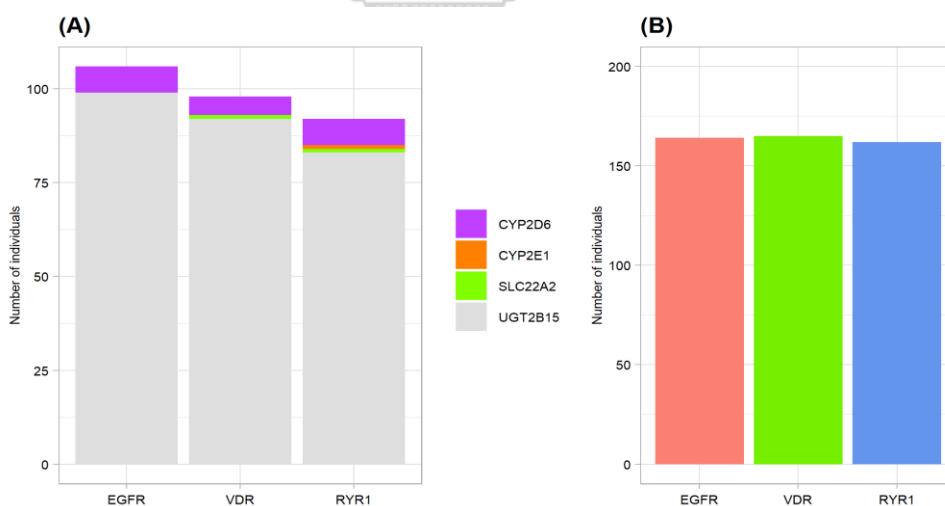 (A)
Number of individuals
100
75
50
25
0
EGFR VDR RYR1
CYP2D6
CYP2E1
SLC22A2
UGT2B15
(B)
Number of individuals
200
150
100
50
0
EGFR VDR RYR1